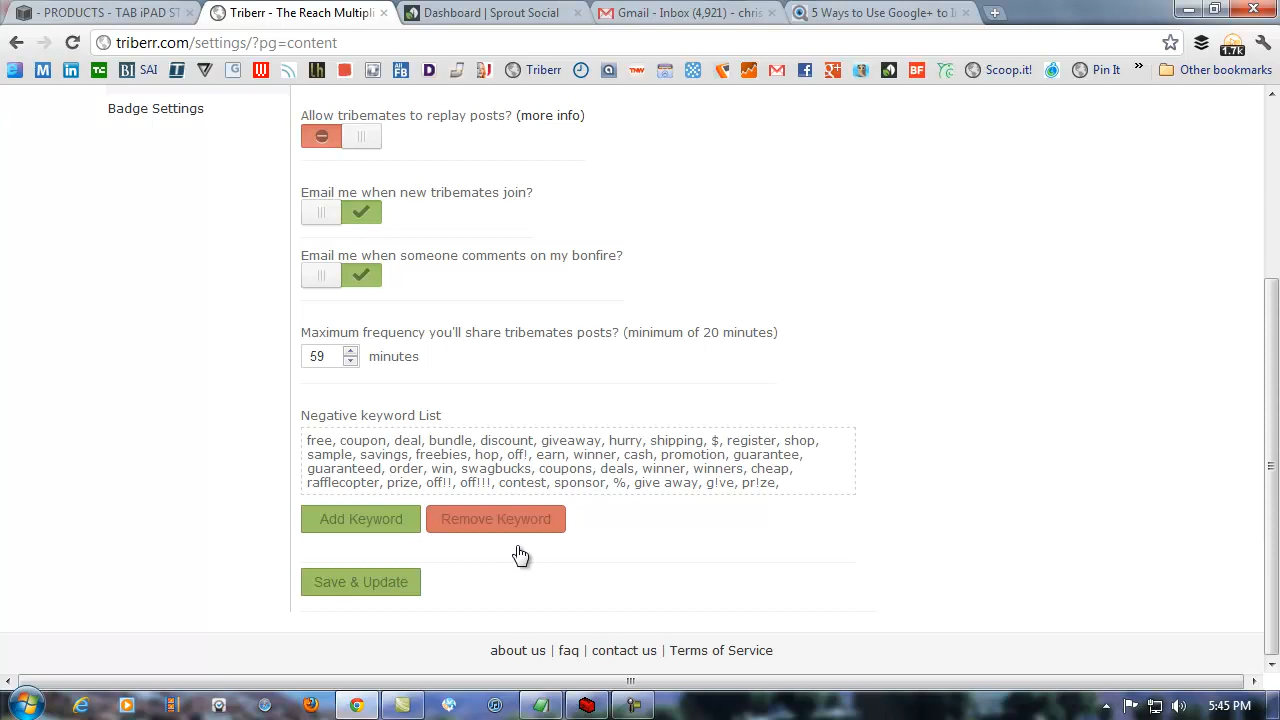 - PRODUCTS - TAB iPAD ST
Triberr - The Reach Multipli
Dashboard | Sprout Social
Gmail - Inbox (4,921) - chris
5 Ways to Use Google+ to I
triberr.com/settings/?pg=content
1.7k
SAI
Triberr
Scoop.it!
Pin It
Other bookmarks
Badge Settings
Allow tribemates to replay posts? (more info)
Email me when new tribemates join?
Email me when someone comments on my bonfire?
Maximum frequency you'll share tribemates posts? (minimum of 20 minutes)
59 minutes
Negative keyword List
free, coupon, deal, bundle, discount, giveaway, hurry, shipping, $, register, shop,
sample, savings, freebies, hop, off!, earn, winner, cash, promotion, guarantee,
guaranteed, order, win, swagbucks, coupons, deals, winner, winners, cheap,
rafflecopter, prize, off!!, off!!!, contest, sponsor, %, give away, g!ve, pr!ze,
Add Keyword Remove Keyword
Save & Update
about us | faq | contact us | Terms of Service
5:45 PM